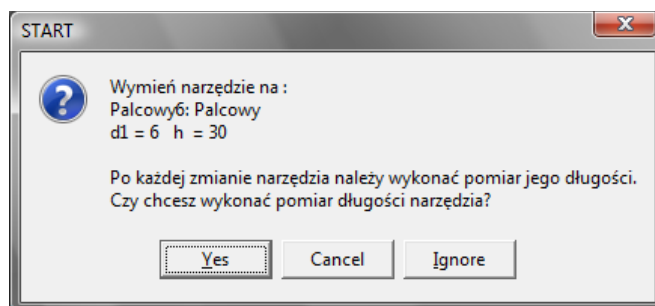 START
Wymień narzędzie na :
Palcowy6: Palcowy
d1 = 6 h = 30
Po każdej zmianie narzędzia należy wykonać pomiar jego długości.
Czy chcesz wykonać pomiar długości narzędzia?
Yes Cancel Ignore